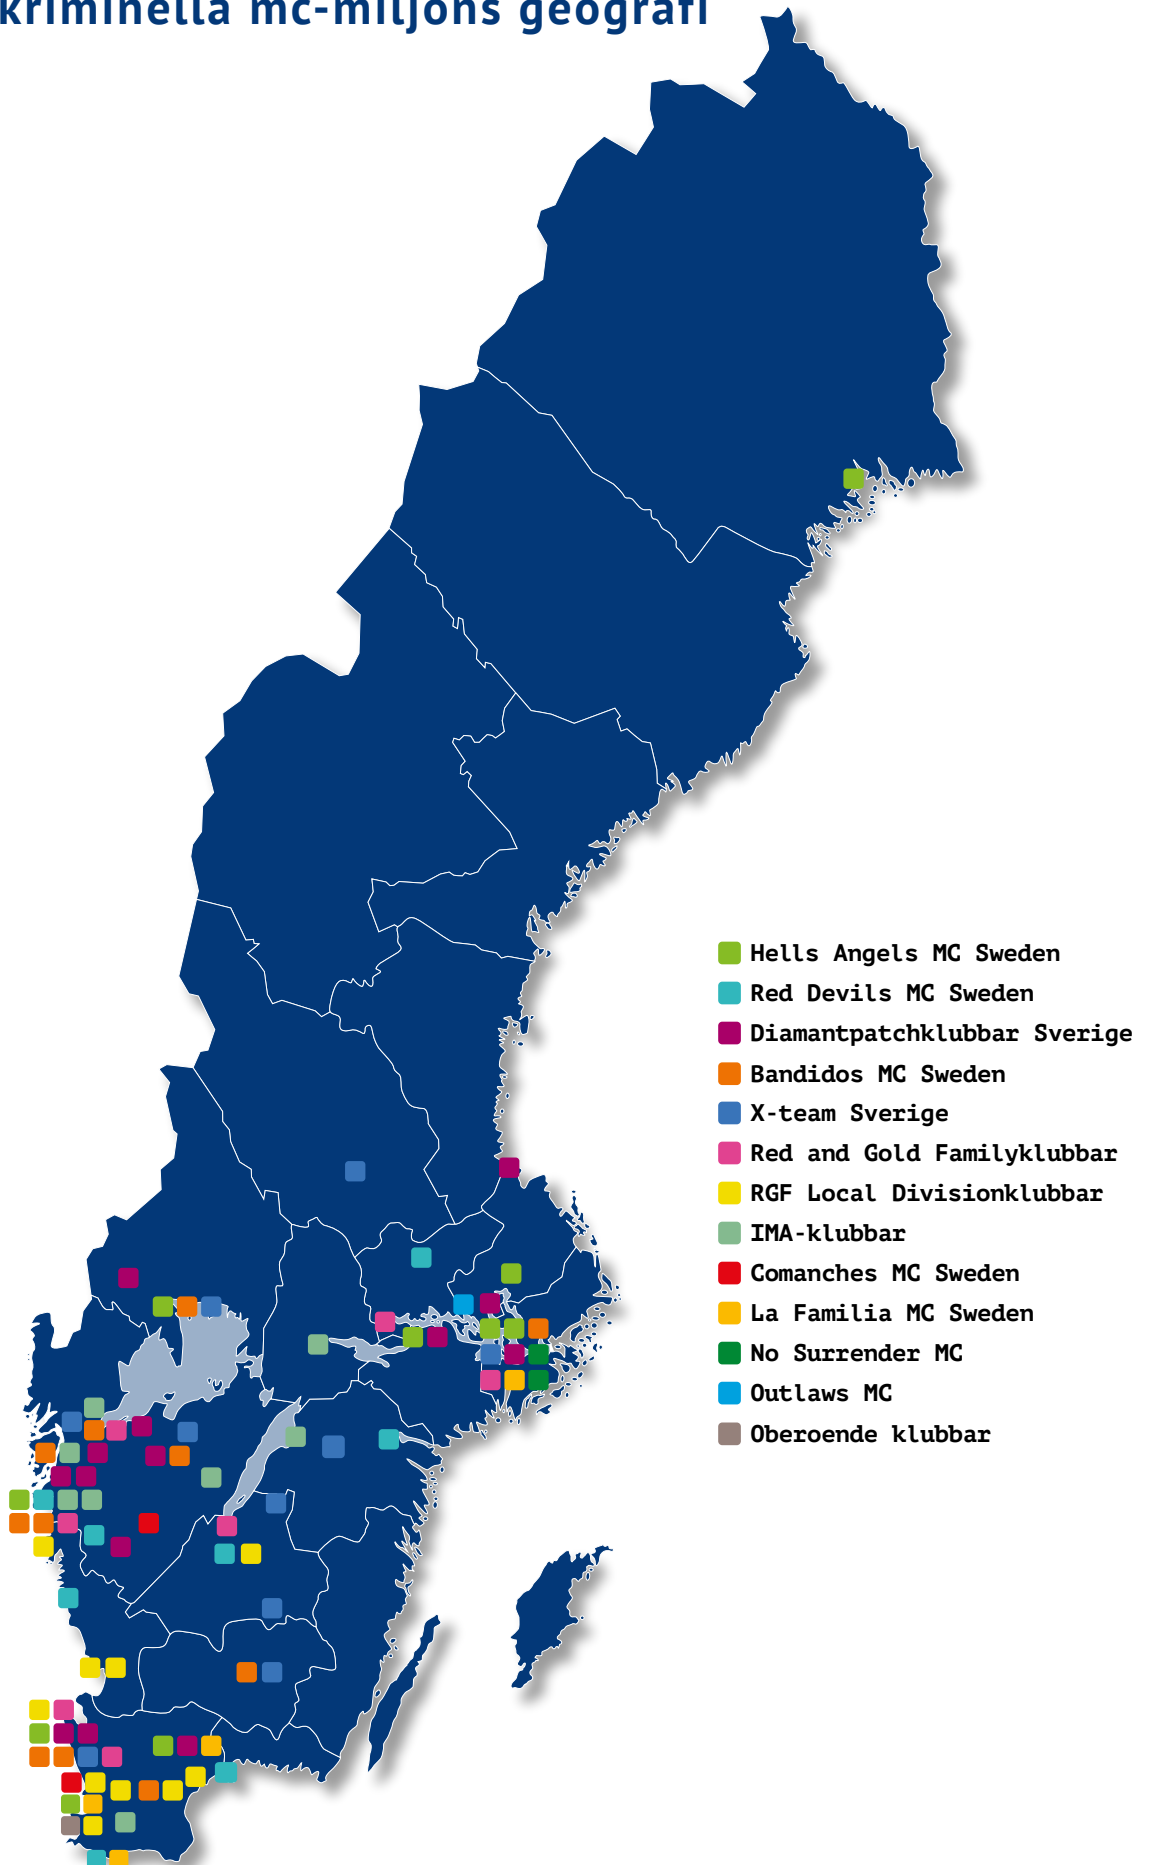 kriminella mc-miljöns geografi
Hells Angels MC Sweden
Red Devils MC Sweden
Diamantpatchklubbar Sverige
Bandidos MC Sweden
X-team Sverige
Red and Gold Familyklubbar
RGF Local Divisionklubbar
IMA-klubbar
Comanches MC Sweden
La Familia MC Sweden
No Surrender MC
Outlaws MC
Oberoende klubbar